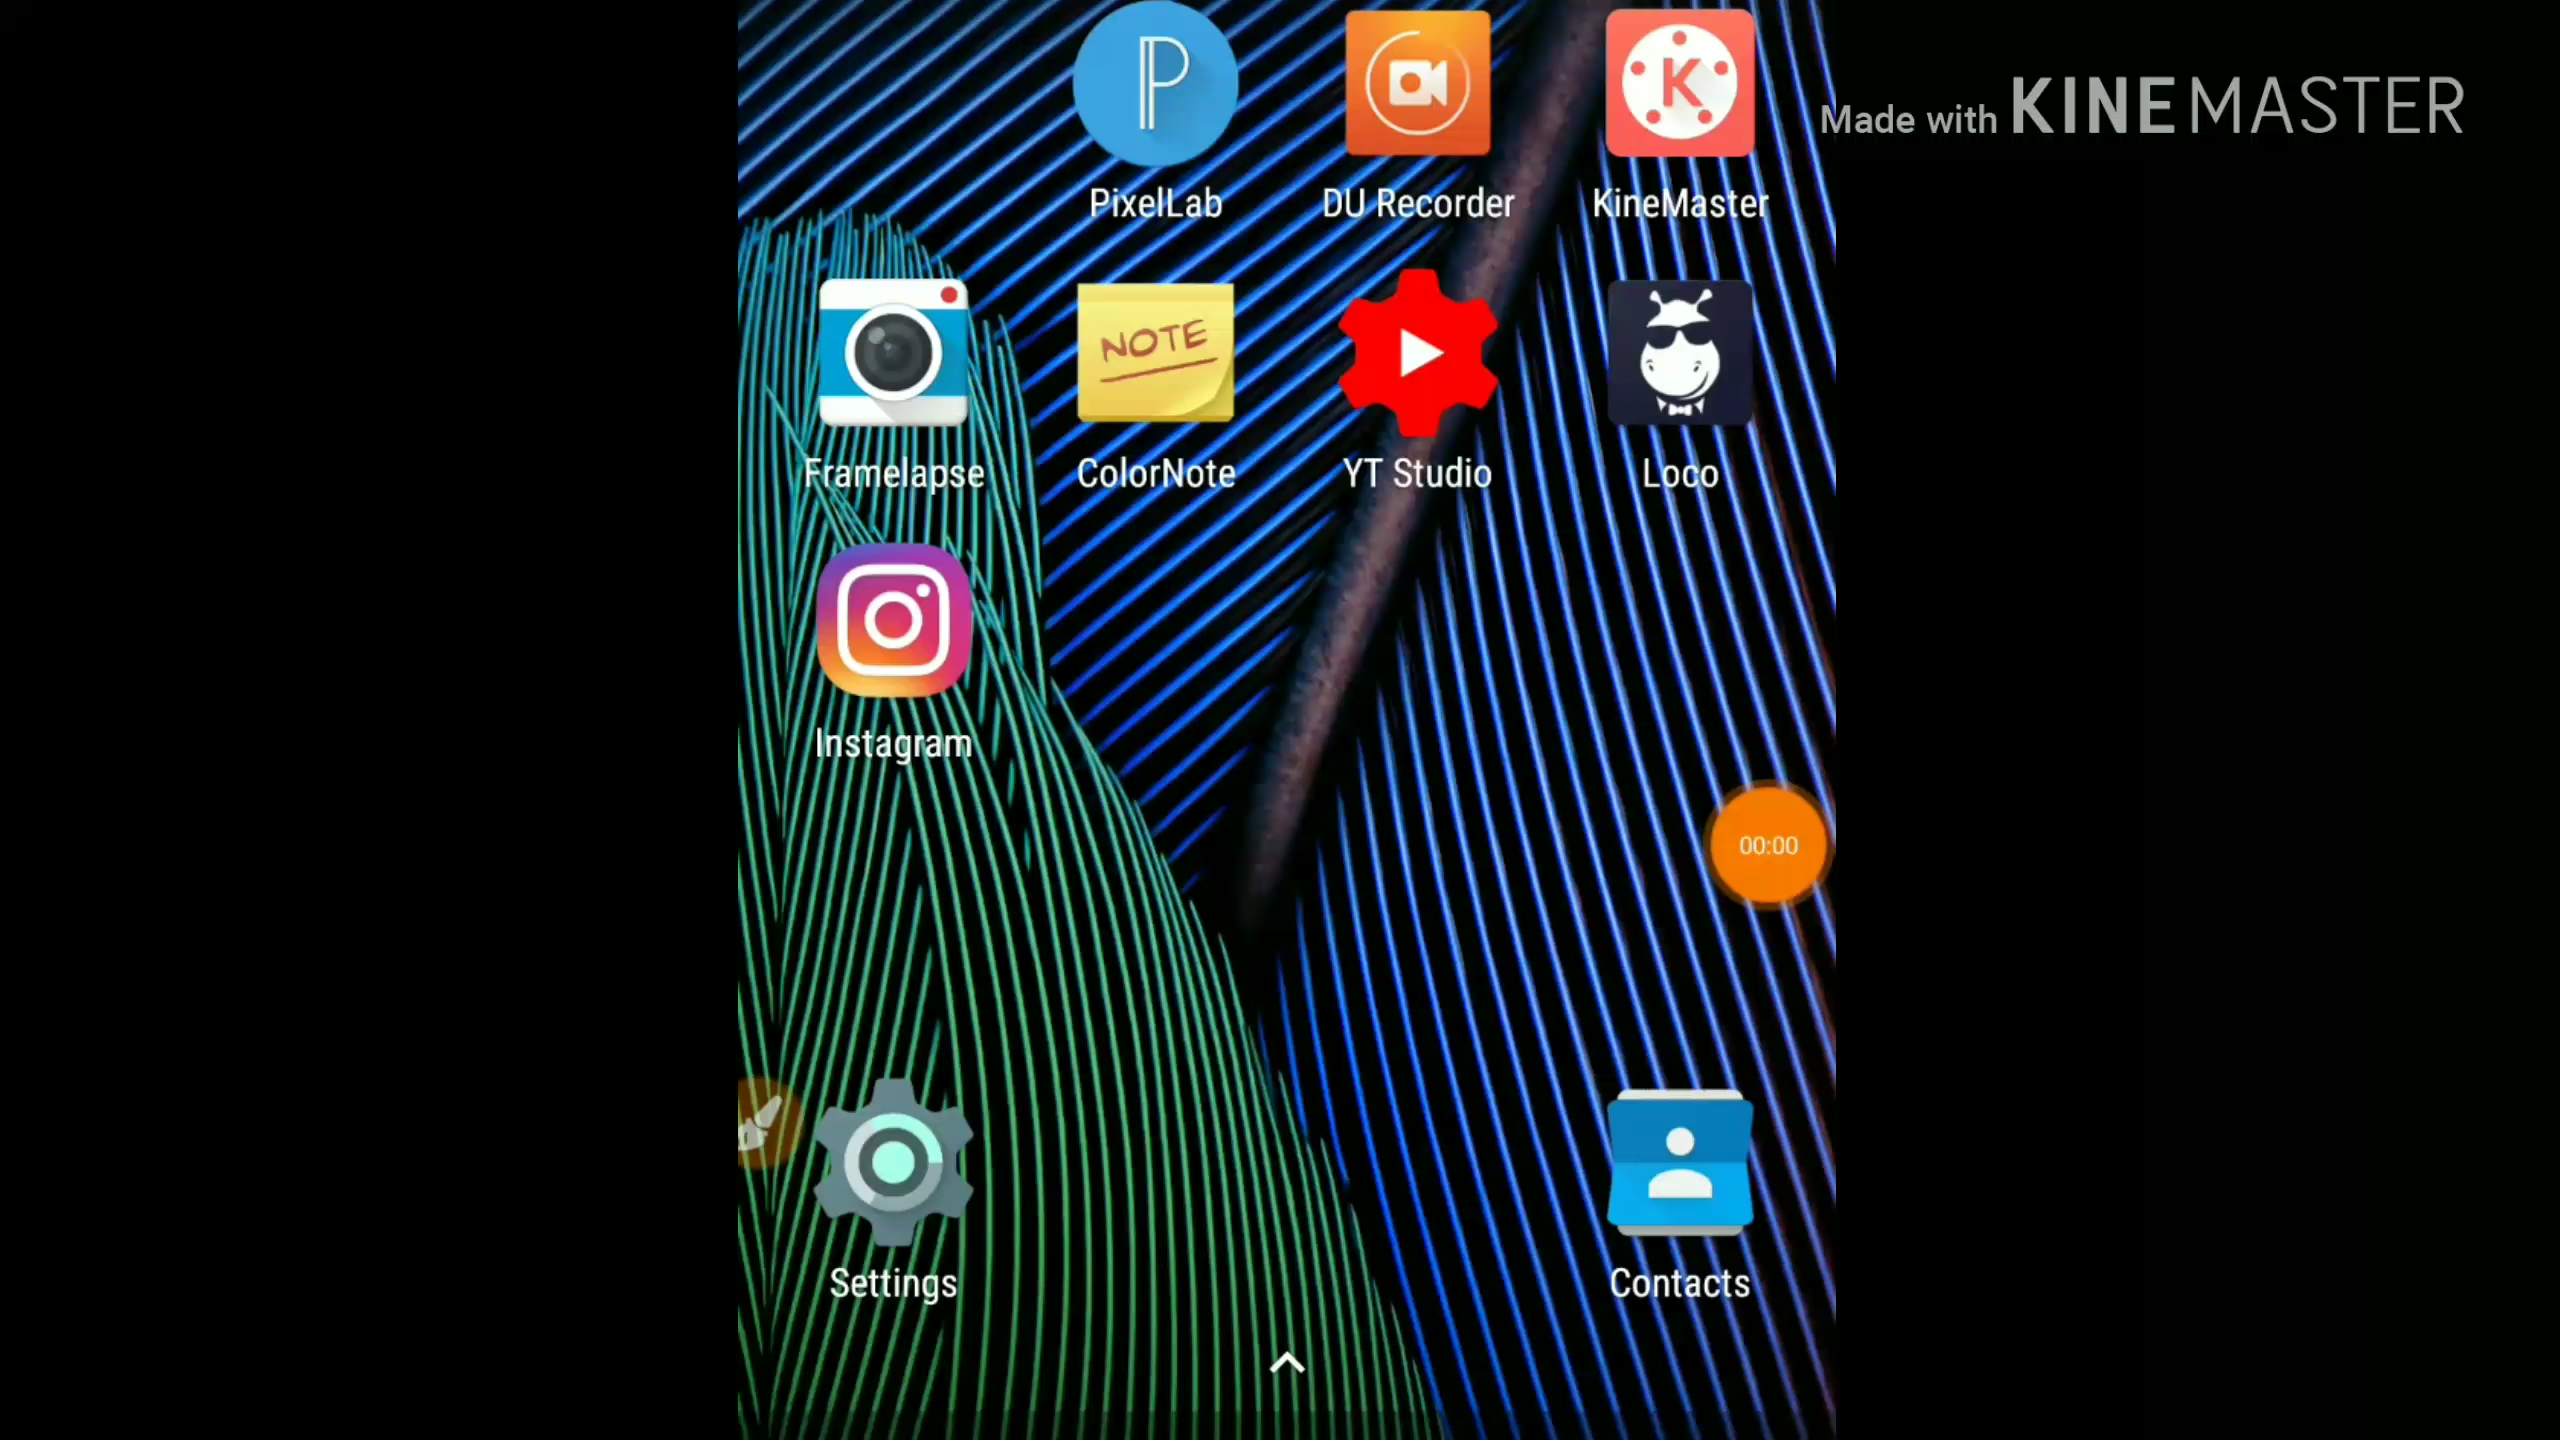 Made with KINEMASTER
PixelLab DU Recorder KineMaster
NOTE
Framelapse ColorNote YT Studio Loco
Instagram
00:00
Settings Contacts